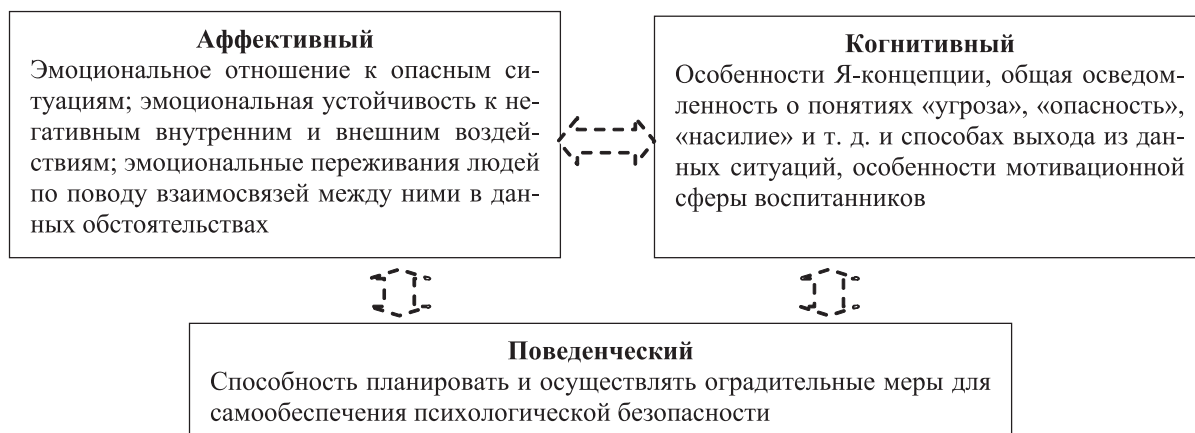 Аффективный
Эмоциональное отношение к опасным си-
туациям; эмоциональная устойчивость к не-
гативным внутренним и внешним воздей-
ствиям; эмоциональные переживания людей
по поводу взаимосвязей между ними в дан-
ных обстоятельствах
Когнитивный
Особенности Я-концепции, общая осведом-
ленность о понятиях «угроза», «опасность»,
«насилие» и т. д. и способах выхода из дан-
ных ситуаций, особенности мотивационной
сферы воспитанников
Поведенческий
Способность планировать и осуществлять оградительные меры для
самообеспечения психологической безопасности